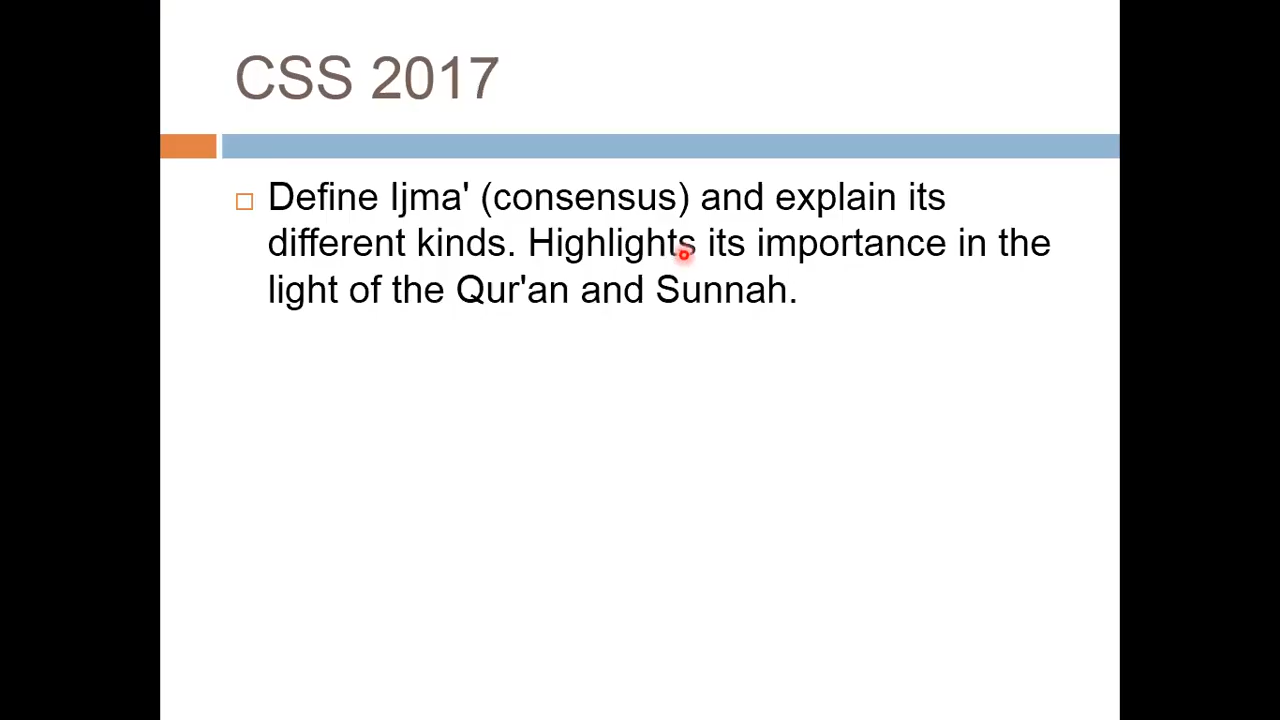 CSS 2017
Define Ijma' (consensus) and explain its
different kinds. Highlights its importance in the
light of the Qur'an and Sunnah.